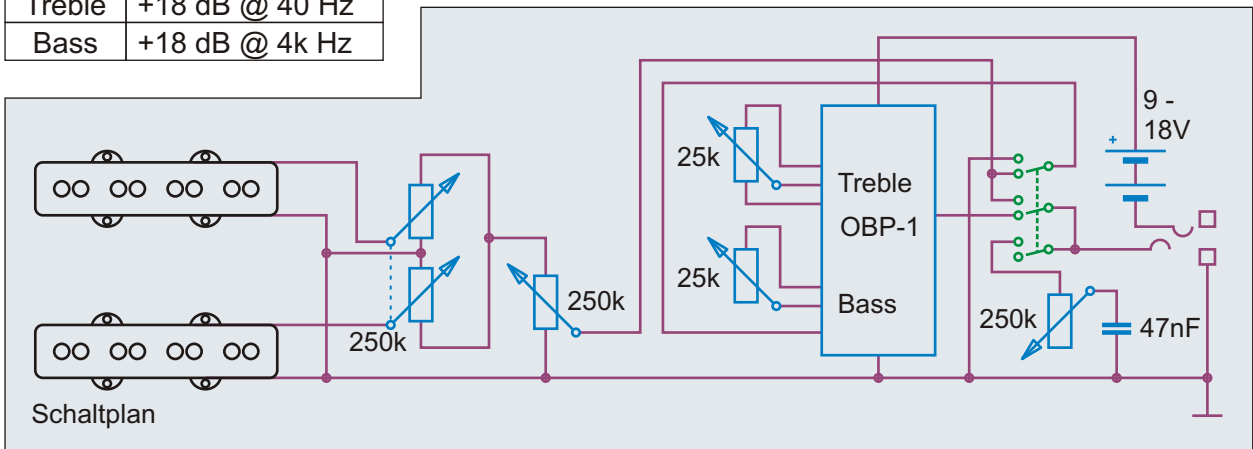 Treble +18 dB @ 40 Hz
Bass +18 dB @ 4k Hz
9 -
18V
+
25k
Treble
OBP-1
25k
Bass
250k
250k
250k
47nF
Schaltplan